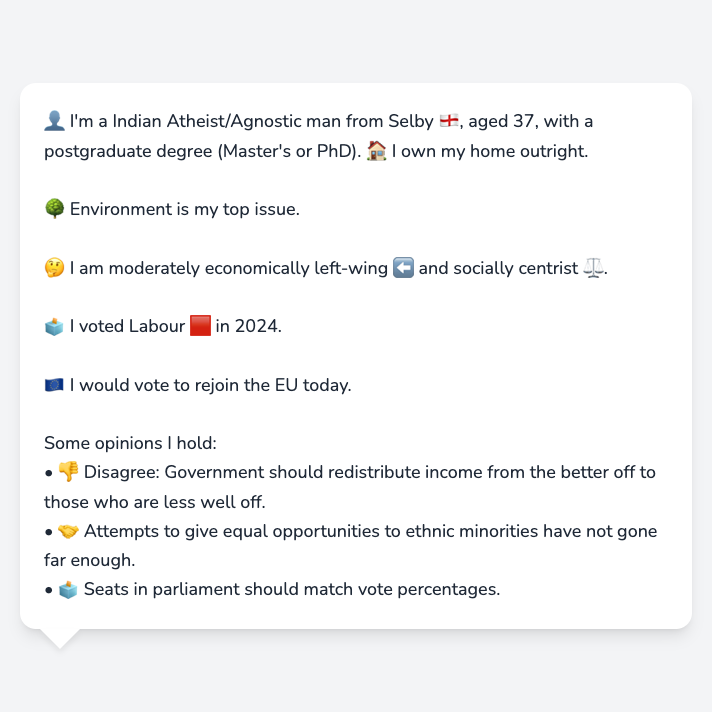 👤 I'm a Indian Atheist/Agnostic man from Selby 🏴󠁧󠁢󠁥󠁮󠁧󠁿, aged 37, with a
postgraduate degree (Master's or PhD). 🏠 I own my home outright.
🌳 Environment is my top issue.
🤔 I am moderately economically left-wing ⬅️ and socially centrist ⚖️.
🗳️ I voted Labour 🟥 in 2024.
🇪🇺 I would vote to rejoin the EU today.
Some opinions I hold:
• 👎 Disagree: Government should redistribute income from the better off to
those who are less well off.
• 🤝 Attempts to give equal opportunities to ethnic minorities have not gone
far enough.
• 🗳️ Seats in parliament should match vote percentages.